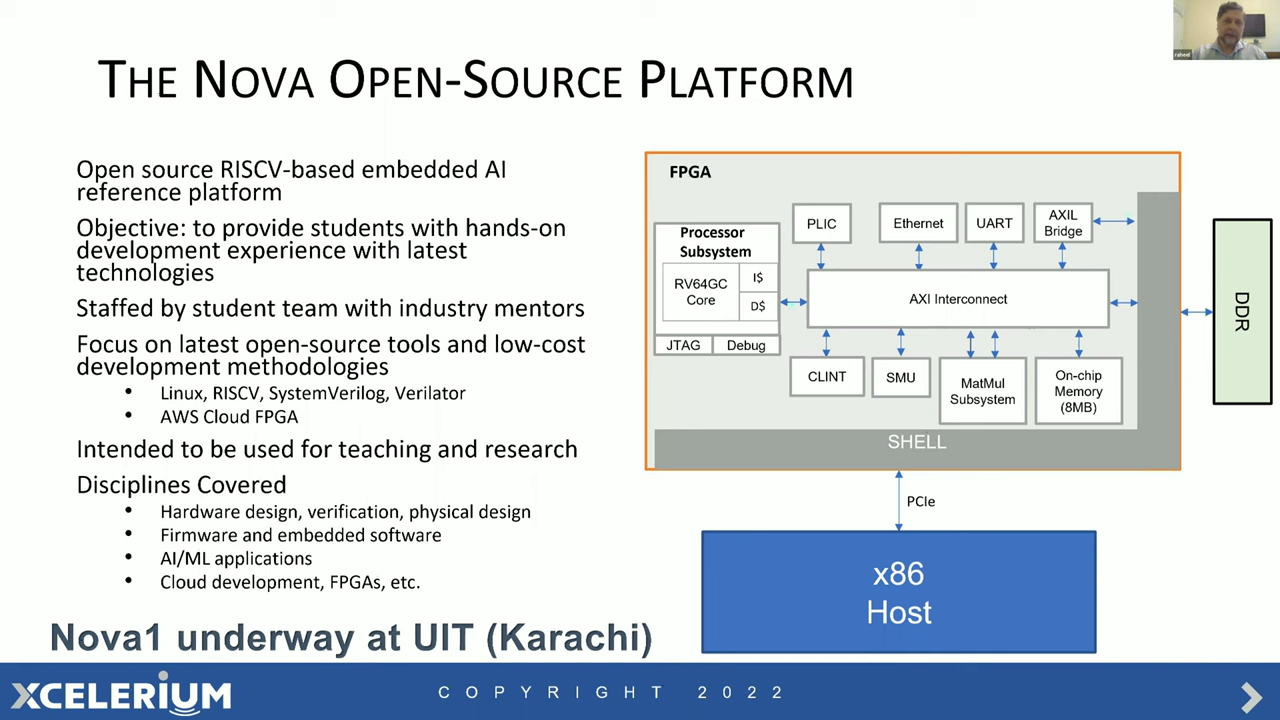 THE NOVA OPEN-SOURCE PLATFORM
raheel
Open source RISCV-based embedded AI
reference platform
Objective: to provide students with hands-on
development experience with latest
technologies
Staffed by student team with industry mentors
Focus on latest open-source tools and low-cost
development methodologies
• Linux, RISCV, SystemVerilog, Verilator
• AWS Cloud FPGA
Intended to be used for teaching and research
Disciplines Covered
• Hardware design, verification, physical design
• Firmware and embedded software
• AI/ML applications
• Cloud development, FPGAs, etc.
Nova1 underway at UIT (Karachi)
FPGA
Processor
Subsystem
RV64GC
Core
I$
D$
JTAG
Debug
PLIC
Ethernet
UART
AXIL
Bridge
AXI Interconnect
CLINT
SMU
MatMul
Subsystem
On-chip
Memory
(8MB)
SHELL
DDR
PCIe
x86
Host
XCELERIUM
COPYRIGHT 2022